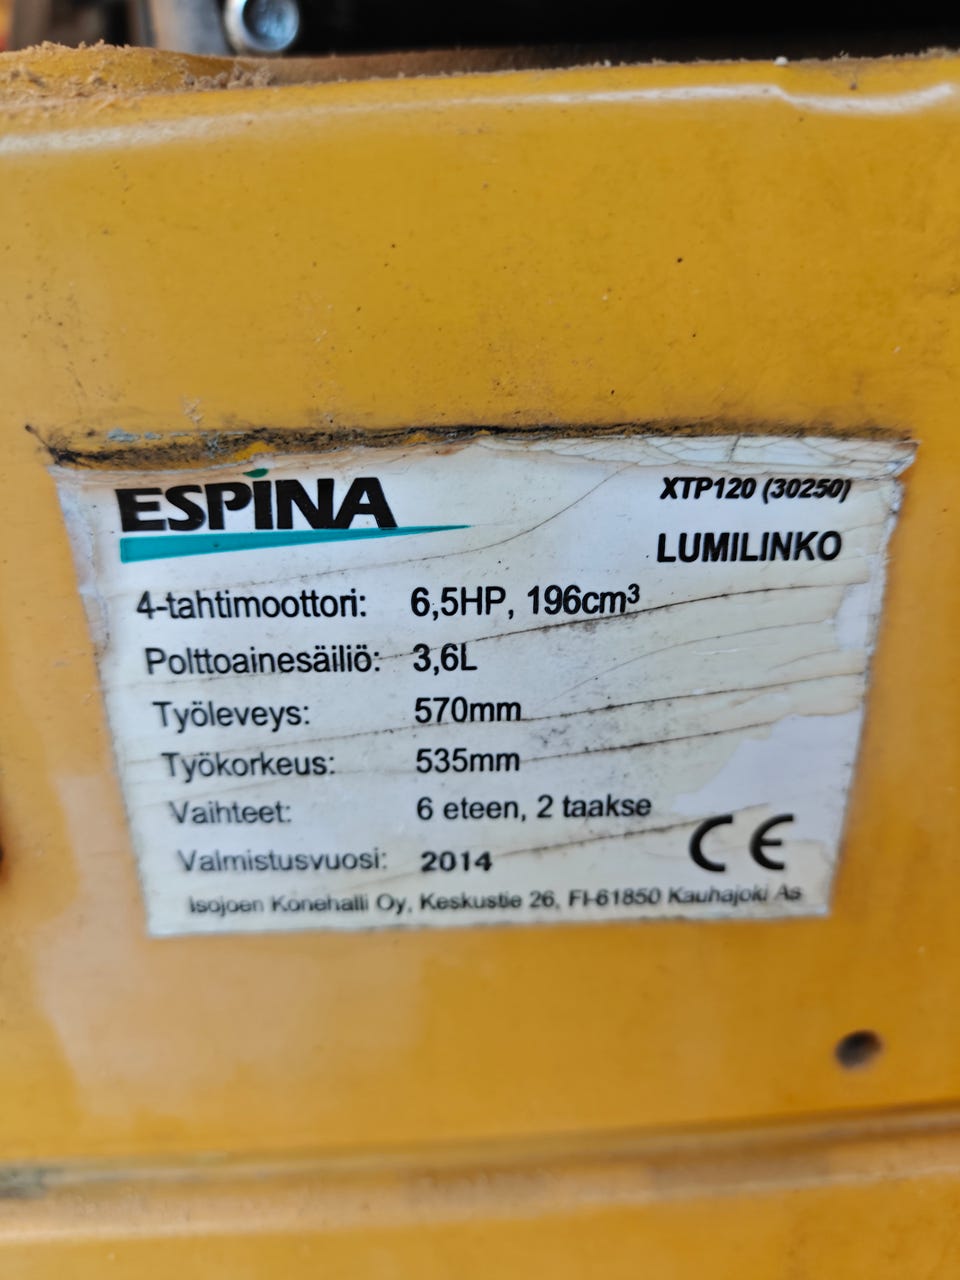 ESPINA
XTP120 (30250)
LUMILINKO
4-tahtimoottori: 6,5HP, 196cm³
Polttoainesäiliö: 3,6L
Työleveys: 570mm
Työkorkeus: 535mm
Vaihteet: 6 eteen, 2 taakse
Valmistusvuosi: 2014
CE
Isojoen Konehalli Oy, Keskustie 26, FI-61850 Kauhajoki As